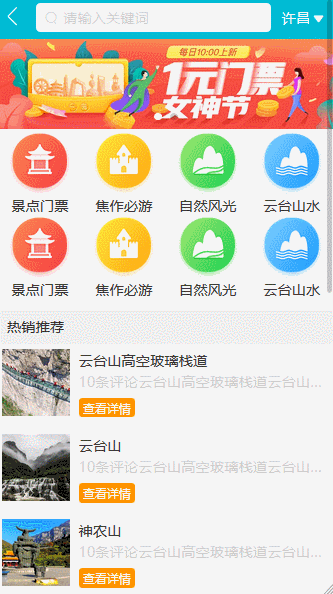 请输入关键词
许昌
每日10:00上新
1元门票
女神节
景点门票
焦作必游
自然风光
云台山水
景点门票
焦作必游
自然风光
云台山水
热销推荐
云台山高空玻璃栈道
10条评论云台山高空玻璃栈道云台山...
查看详情
云台山
10条评论云台山高空玻璃栈道云台山...
查看详情
神农山
10条评论云台山高空玻璃栈道云台山...
查看详情